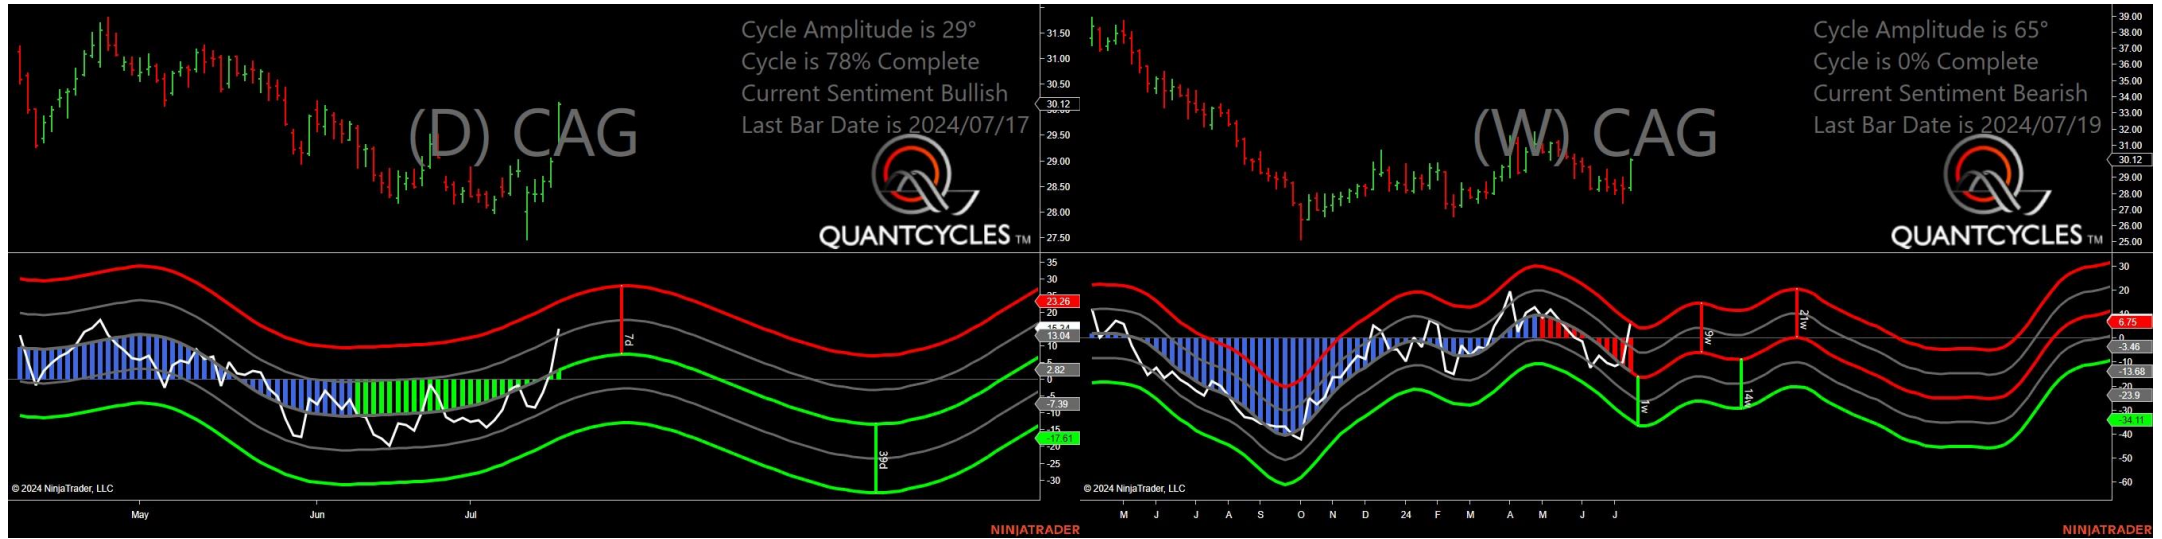 Cycle Amplitude is 29°
Cycle is 78% Complete
Current Sentiment Bullish
Last Bar Date is 2024/07/17
(D) CAG
QUANTCYCLES TM
31.50
31.00
30.50
30.12
29.50
29.00
28.50
28.00
27.50
35
30
25
23.26
20
13.04
10
5
2.82
0
-5
-7.39
-10
-15
-17.61
20
-25
-30
7d
39d
© 2024 NinjaTrader, LLC
May
Jun
Jul
NINJATRADER
Cycle Amplitude is 65°
Cycle is 0% Complete
Current Sentiment Bearish
Last Bar Date is 2024/07/19
(W) CAG
QUANTCYCLES TM
39.00
38.00
37.00
36.00
35.00
34.00
33.00
32.00
31.00
30.12
29.00
28.00
27.00
26.00
25.00
30
20
6.75
0
-3.46
-10
-13.68
-20
-23.9
-30
-34.11
-40
-50
-60
1w
9w
14w
21w
© 2024 NinjaTrader, LLC
M
J
J
A
S
O
N
D
24
F
M
A
M
J
J
NINJATRADER